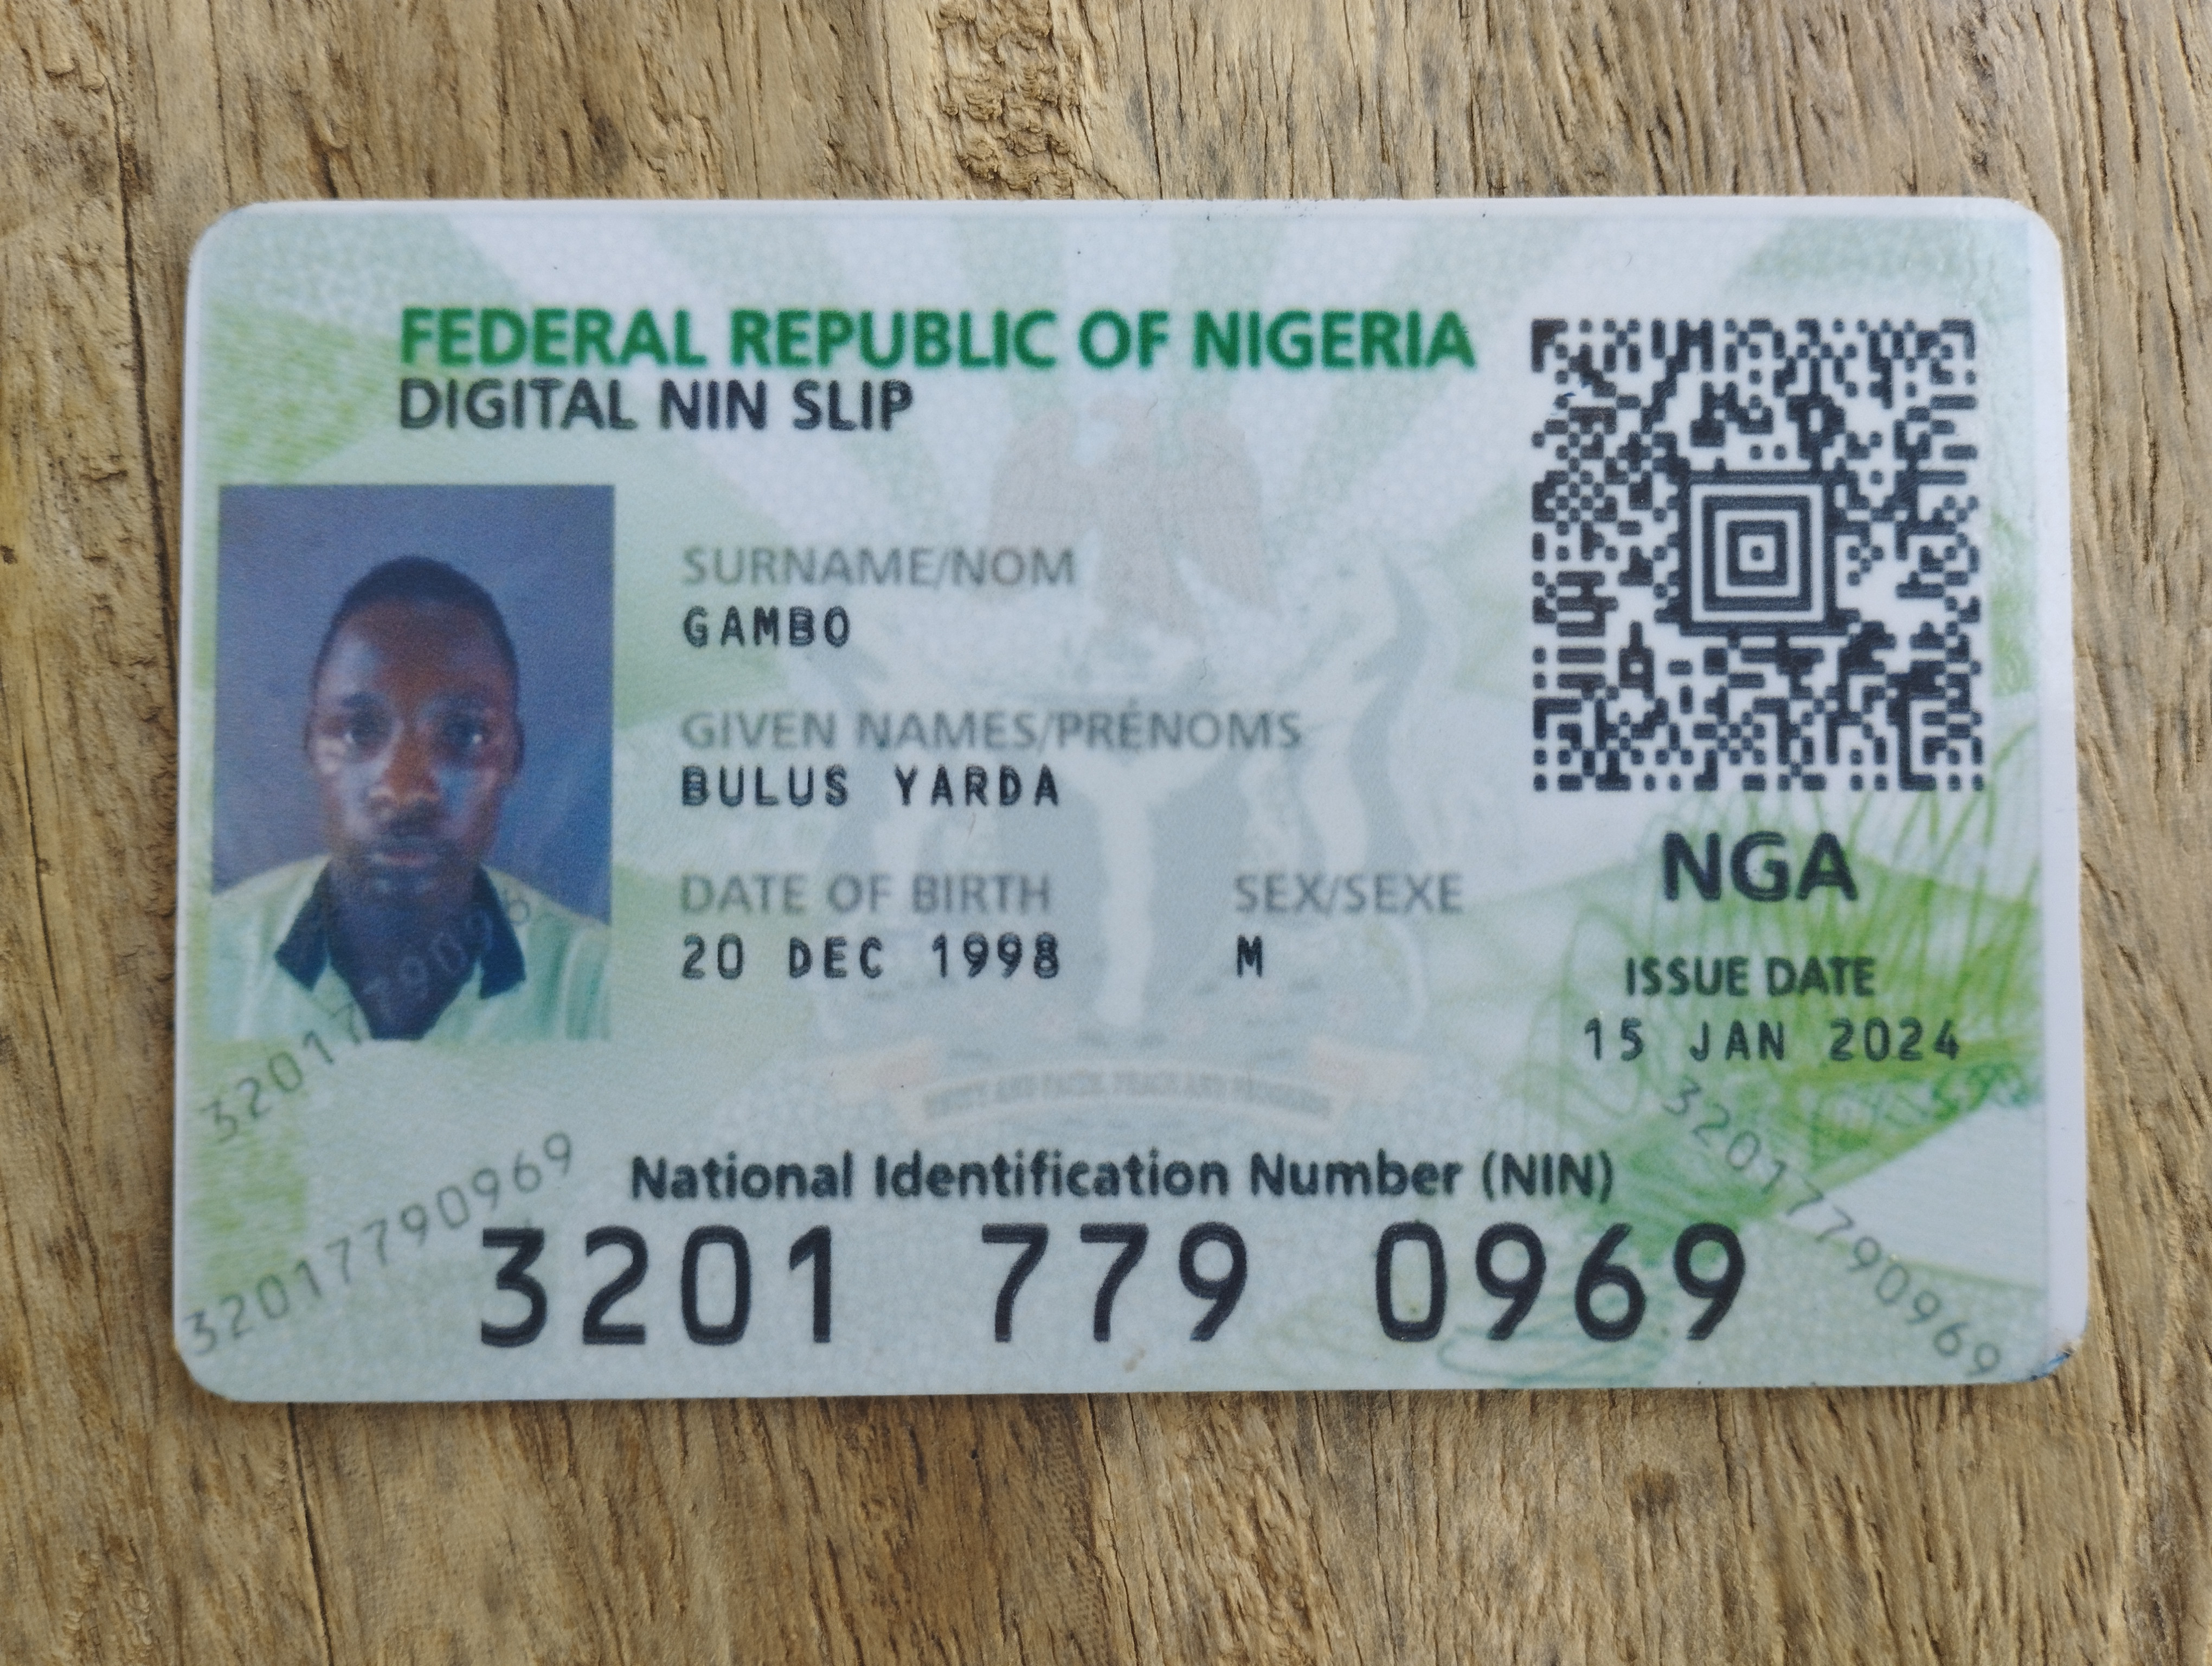 FEDERAL REPUBLIC OF NIGERIA
DIGITAL NIN SLIP
SURNAME/NOM
GAMBO
GIVEN NAMES/PRÉNOMS
BULUS YARDA
DATE OF BIRTH
20 DEC 1998
SEX/SEXE
M
NGA
ISSUE DATE
15 JAN 2024
UNITY AND FAITH, PEACE AND PROGRESS
National Identification Number (NIN)
3201 779 0969
32017790969
32017790969